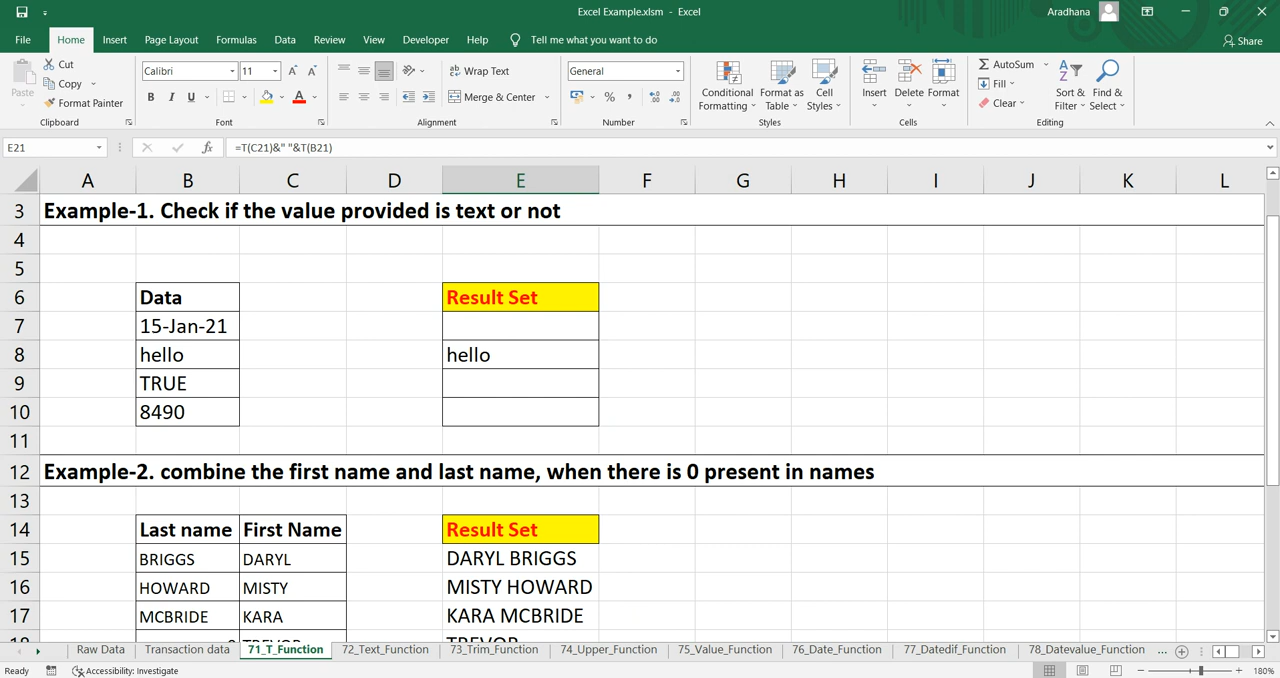 Excel Example.xlsm - Excel
Aradhana
File Home Insert Page Layout Formulas Data Review View Developer Help Tell me what you want to do Share
Paste
Cut
Copy
Format Painter
Clipboard
Calibri 11
B I U A
Font
Wrap Text
Merge & Center
Alignment
General
% ,
Number
Conditional Formatting
Format as Table
Cell Styles
Styles
Insert Delete Format
Cells
AutoSum
Fill
Clear
Sort & Filter
Find & Select
Editing
E21 fx =T(C21)&" "&T(B21)
A B C D E F G H I J K L
3 Example-1. Check if the value provided is text or not
4
5
6 Data Result Set
7 15-Jan-21
8 hello hello
9 TRUE
10 8490
11
12 Example-2. combine the first name and last name, when there is 0 present in names
13
14 Last name First Name Result Set
15 BRIGGS DARYL DARYL BRIGGS
16 HOWARD MISTY MISTY HOWARD
17 MCBRIDE KARA KARA MCBRIDE
18 0 TREVOR TREVOR
Raw Data Transaction data 71_T_Function 72_Text_Function 73_Trim_Function 74_Upper_Function 75_Value_Function 76_Date_Function 77_Datedif_Function 78_Datevalue_Function ...
Ready Accessibility: Investigate 180%